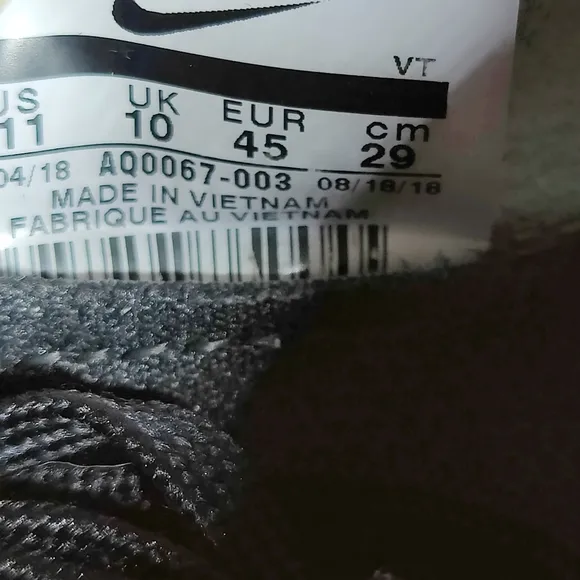 VT
US UK EUR cm
11 10 45 29
04/18 AQ0067-003 08/18/18
MADE IN VIETNAM
FABRIQUE AU VIETNAM